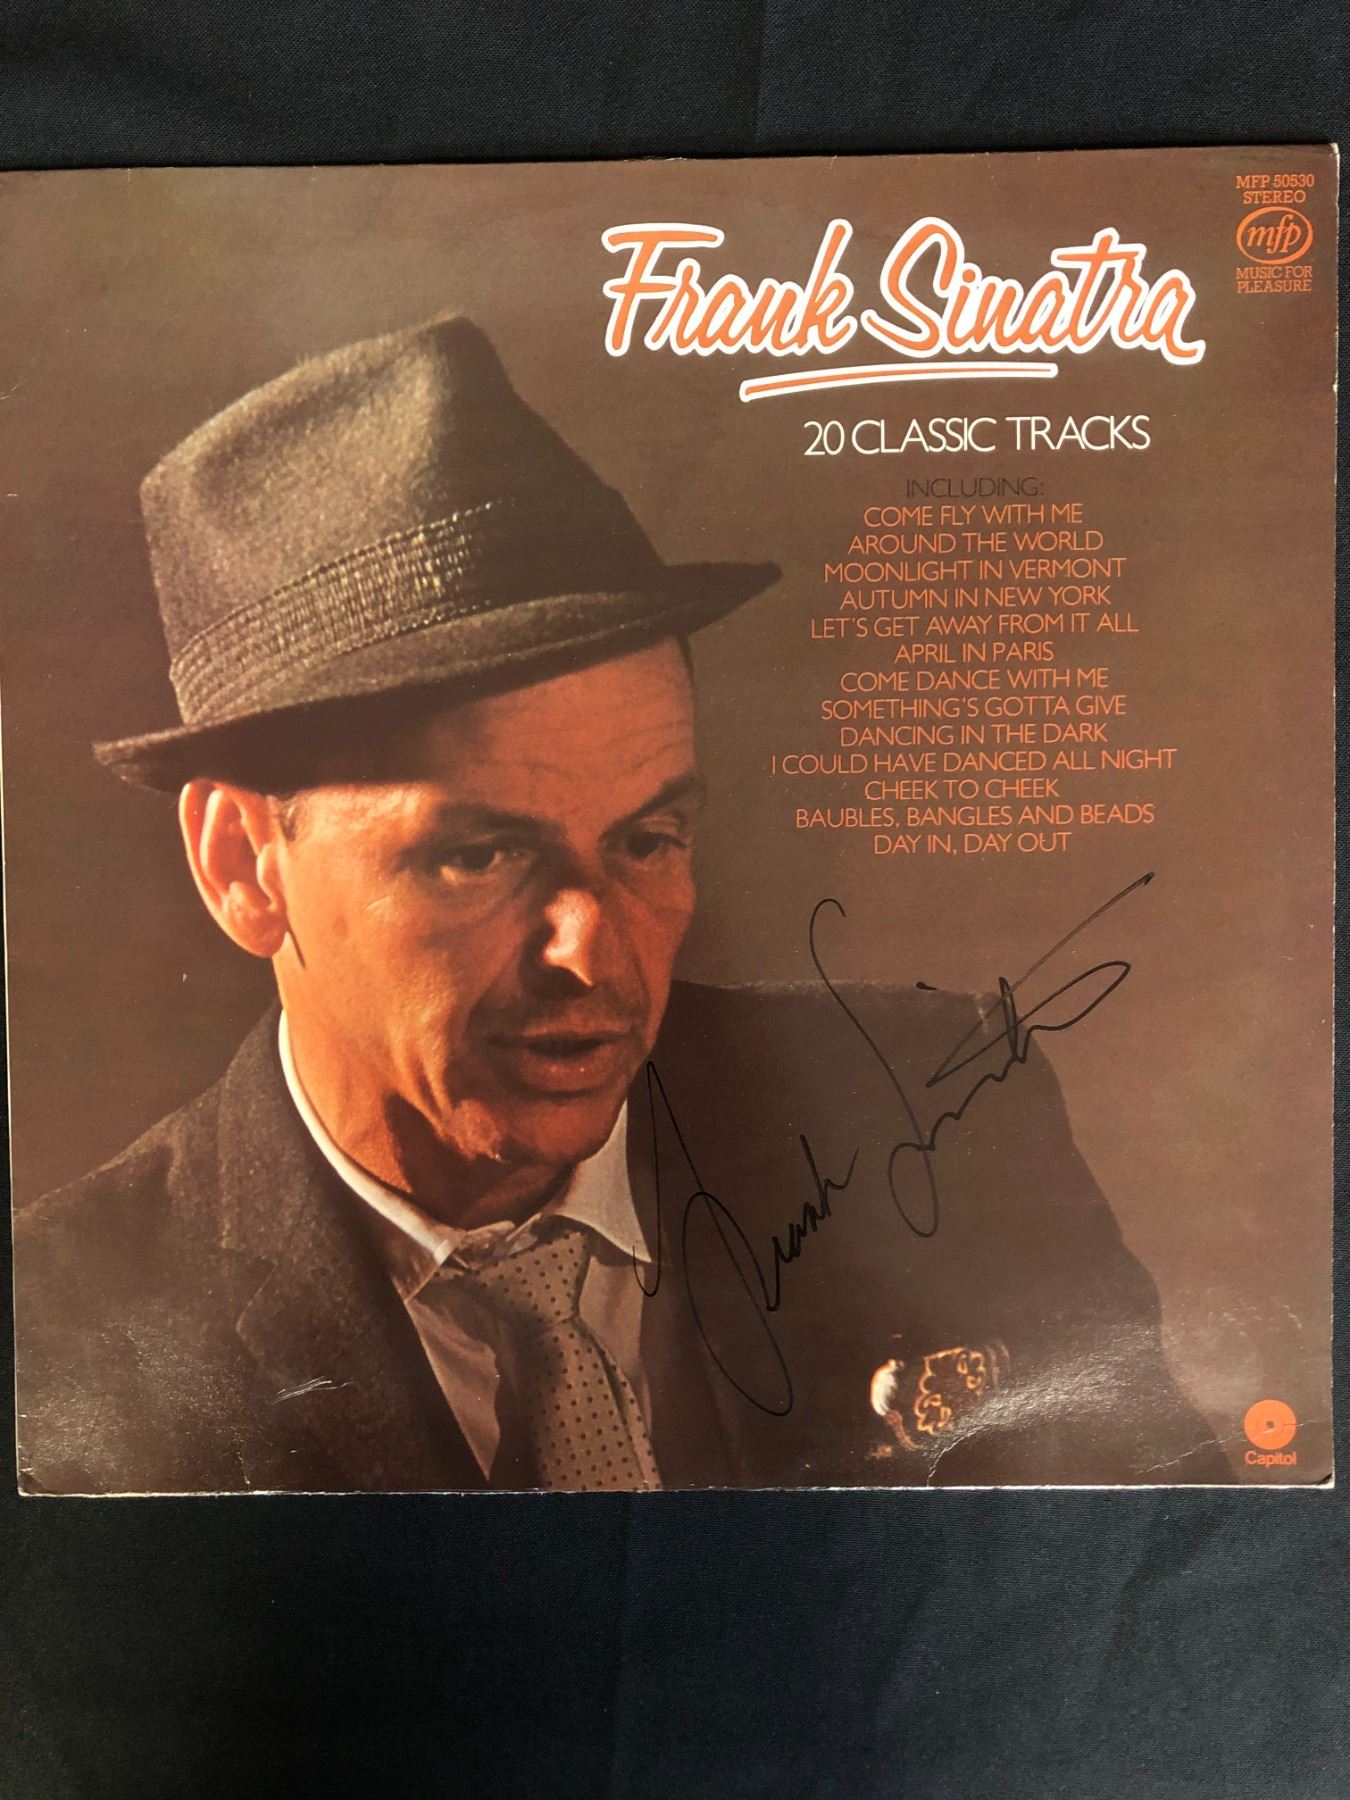 MFP 50530
STEREO
mfp
MUSIC FOR
PLEASURE
Frank Sinatra
20 CLASSIC TRACKS
INCLUDING:
COME FLY WITH ME
AROUND THE WORLD
MOONLIGHT IN VERMONT
AUTUMN IN NEW YORK
LET'S GET AWAY FROM IT ALL
APRIL IN PARIS
COME DANCE WITH ME
SOMETHING'S GOTTA GIVE
DANCING IN THE DARK
I COULD HAVE DANCED ALL NIGHT
CHEEK TO CHEEK
BAUBLES, BANGLES AND BEADS
DAY IN, DAY OUT
Frank Sinatra
Capitol